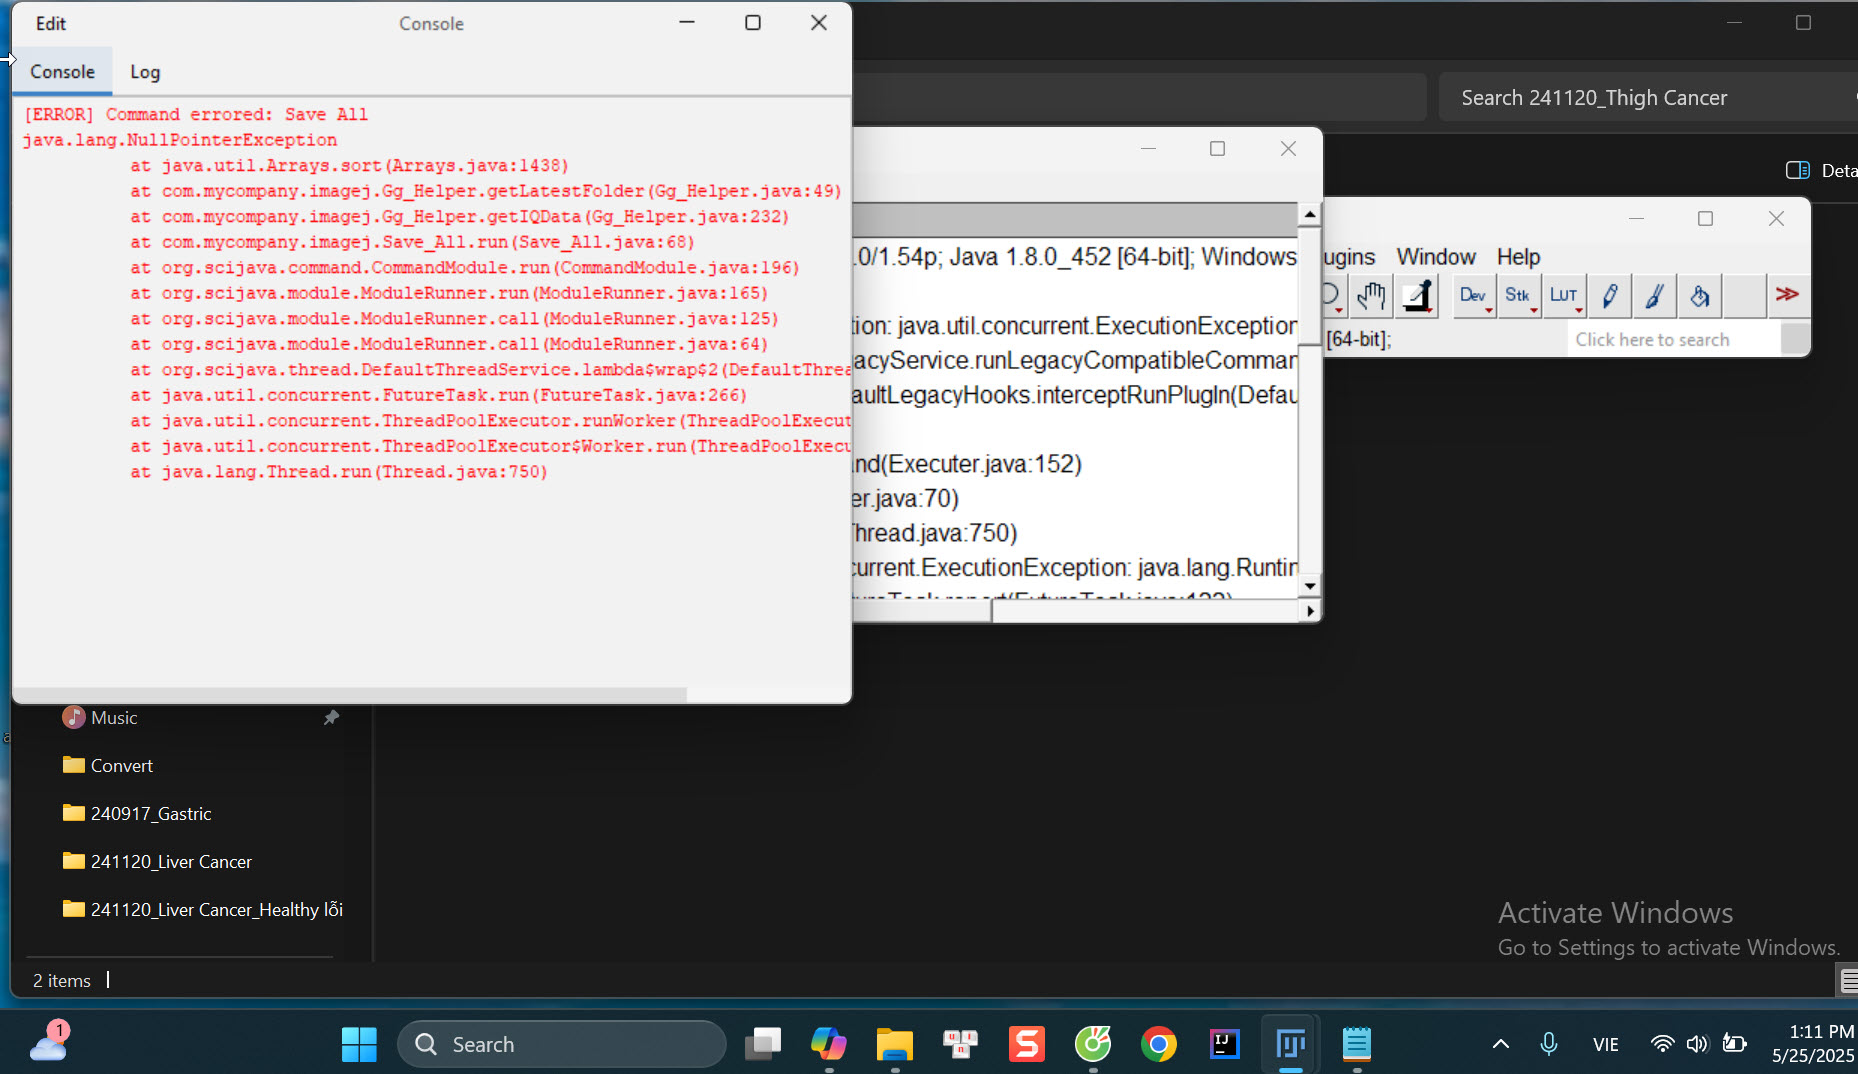 Edit
Console
Console
Log
[ERROR] Command errored: Save All
java.lang.NullPointerException
at java.util.Arrays.sort(Arrays.java:1438)
at com.mycompany.imagej.Gg_Helper.getLatestFolder(Gg_Helper.java:49)
at com.mycompany.imagej.Gg_Helper.getIQData(Gg_Helper.java:232)
at com.mycompany.imagej.Save_All.run(Save_All.java:68)
at org.scijava.command.CommandModule.run(CommandModule.java:196)
at org.scijava.module.ModuleRunner.run(ModuleRunner.java:165)
at org.scijava.module.ModuleRunner.call(ModuleRunner.java:125)
at org.scijava.module.ModuleRunner.call(ModuleRunner.java:64)
at org.scijava.thread.DefaultThreadService.lambda$wrap$2(DefaultThrea
at java.util.concurrent.FutureTask.run(FutureTask.java:266)
at java.util.concurrent.ThreadPoolExecutor.runWorker(ThreadPoolExecut
at java.util.concurrent.ThreadPoolExecutor$Worker.run(ThreadPoolExecu
at java.lang.Thread.run(Thread.java:750)
Search 241120_Thigh Cancer
Deta
.0/1.54p; Java 1.8.0_452 [64-bit]; Windows
tion: java.util.concurrent.ExecutionException
acyService.runLegacyCompatibleComman
aultLegacyHooks.interceptRunPlugIn(Defau
nd(Executer.java:152)
er.java:70)
Thread.java:750)
current.ExecutionException: java.lang.Runtim
tureTask.report(FutureTask.java:122)
ugins Window Help
Dev Stk LUT
[64-bit];
Click here to search
Music
Convert
240917_Gastric
241120_Liver Cancer
241120_Liver Cancer_Healthy lỗi
2 items
Activate Windows
Go to Settings to activate Windows.
1
Search
VIE
1:11 PM
5/25/2025